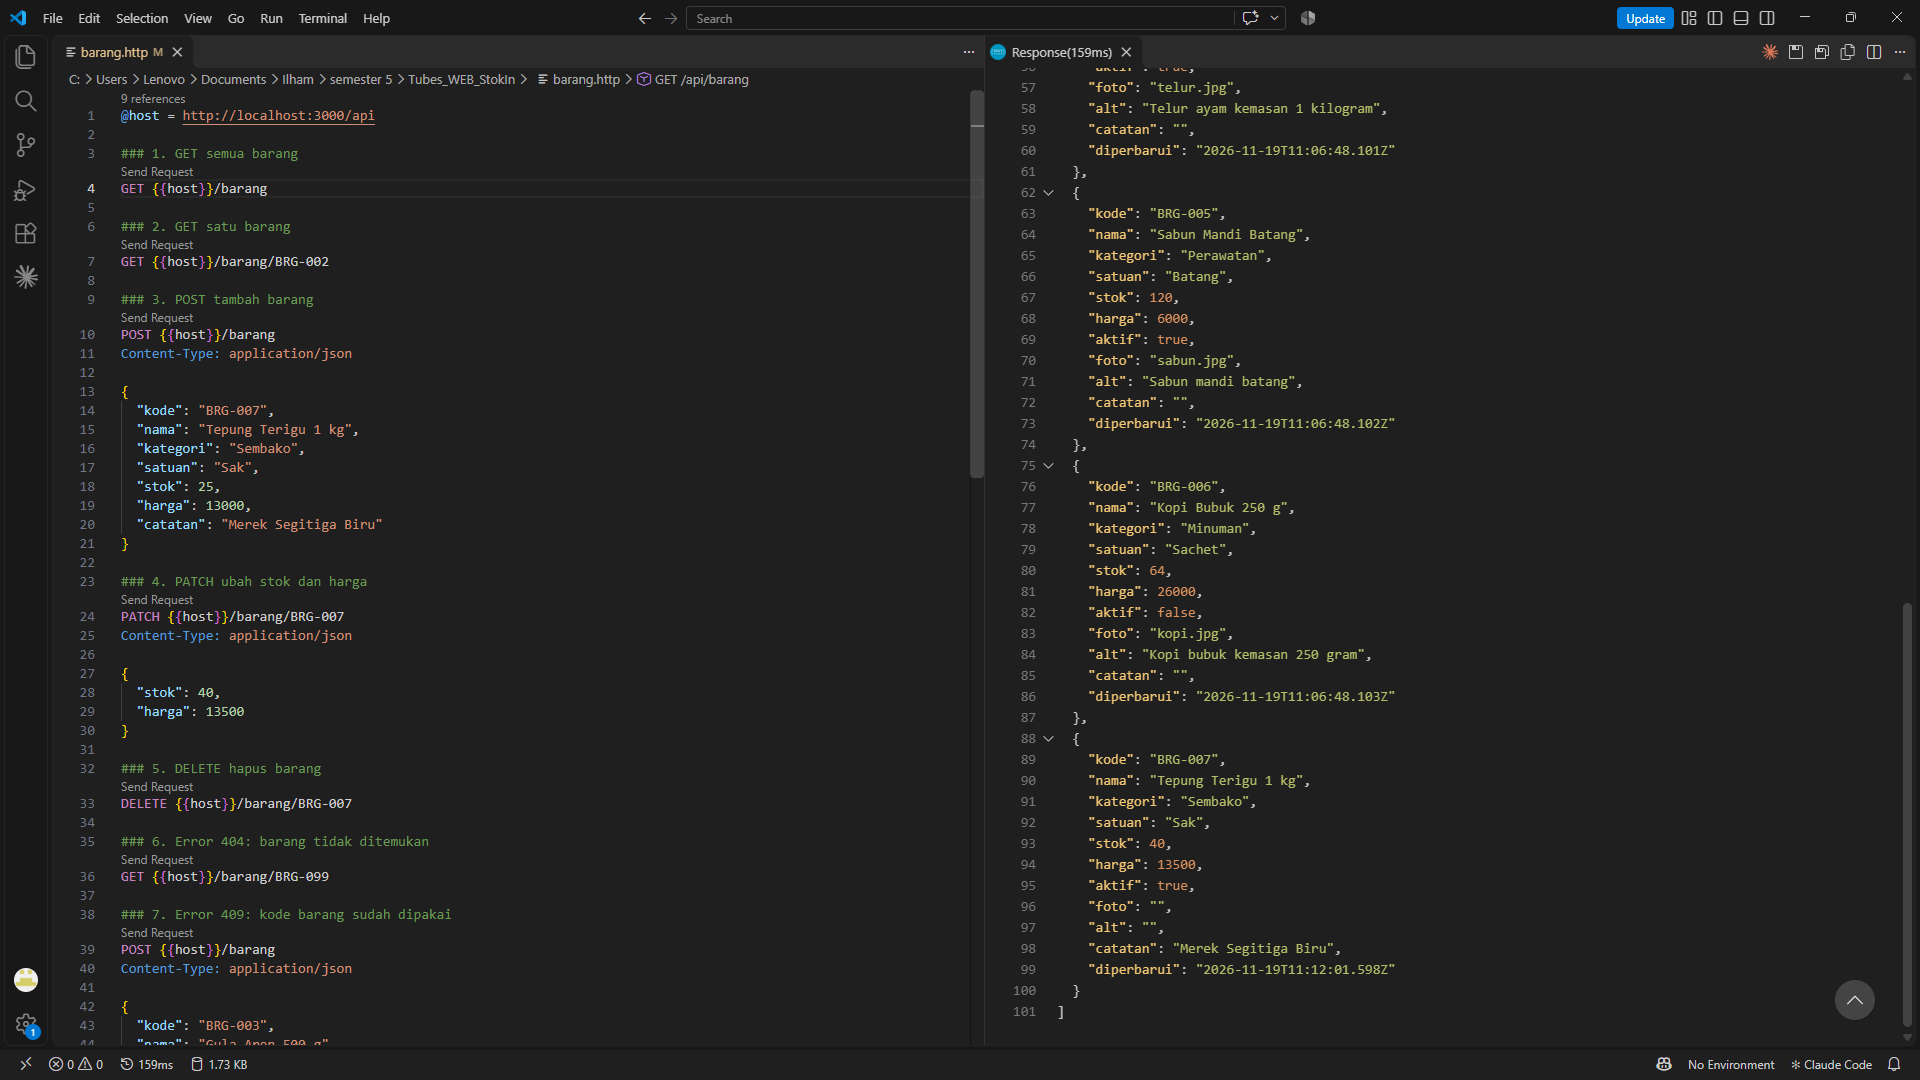 File Edit Selection View Go Run Terminal Help
Search
Update
barang.http M
Response(159ms)
C: > Users > Lenovo > Documents > Ilham > semester 5 > Tubes_WEB_StokIn > barang.http > GET /api/barang
9 references
1 @host = http://localhost:3000/api
2
3 ### 1. GET semua barang
Send Request
4 GET {{host}}/barang
5
6 ### 2. GET satu barang
Send Request
7 GET {{host}}/barang/BRG-002
8
9 ### 3. POST tambah barang
Send Request
10 POST {{host}}/barang
11 Content-Type: application/json
12
13 {
14 "kode": "BRG-007",
15 "nama": "Tepung Terigu 1 kg",
16 "kategori": "Sembako",
17 "satuan": "Sak",
18 "stok": 25,
19 "harga": 13000,
20 "catatan": "Merek Segitiga Biru"
21 }
22
23 ### 4. PATCH ubah stok dan harga
Send Request
24 PATCH {{host}}/barang/BRG-007
25 Content-Type: application/json
26
27 {
28 "stok": 40,
29 "harga": 13500
30 }
31
32 ### 5. DELETE hapus barang
Send Request
33 DELETE {{host}}/barang/BRG-007
34
35 ### 6. Error 404: barang tidak ditemukan
Send Request
36 GET {{host}}/barang/BRG-099
37
38 ### 7. Error 409: kode barang sudah dipakai
Send Request
39 POST {{host}}/barang
40 Content-Type: application/json
41
42 {
43 "kode": "BRG-003",
44 "nama": "Gula Aren 500 g"
56 "aktif": true,
57 "foto": "telur.jpg",
58 "alt": "Telur ayam kemasan 1 kilogram",
59 "catatan": "",
60 "diperbarui": "2026-11-19T11:06:48.101Z"
61 },
62 {
63 "kode": "BRG-005",
64 "nama": "Sabun Mandi Batang",
65 "kategori": "Perawatan",
66 "satuan": "Batang",
67 "stok": 120,
68 "harga": 6000,
69 "aktif": true,
70 "foto": "sabun.jpg",
71 "alt": "Sabun mandi batang",
72 "catatan": "",
73 "diperbarui": "2026-11-19T11:06:48.102Z"
74 },
75 {
76 "kode": "BRG-006",
77 "nama": "Kopi Bubuk 250 g",
78 "kategori": "Minuman",
79 "satuan": "Sachet",
80 "stok": 64,
81 "harga": 26000,
82 "aktif": false,
83 "foto": "kopi.jpg",
84 "alt": "Kopi bubuk kemasan 250 gram",
85 "catatan": "",
86 "diperbarui": "2026-11-19T11:06:48.103Z"
87 },
88 {
89 "kode": "BRG-007",
90 "nama": "Tepung Terigu 1 kg",
91 "kategori": "Sembako",
92 "satuan": "Sak",
93 "stok": 40,
94 "harga": 13500,
95 "aktif": true,
96 "foto": "",
97 "alt": "",
98 "catatan": "Merek Segitiga Biru",
99 "diperbarui": "2026-11-19T11:12:01.598Z"
100 }
101 ]
1
0 0 159ms 1.73 KB
No Environment Claude Code